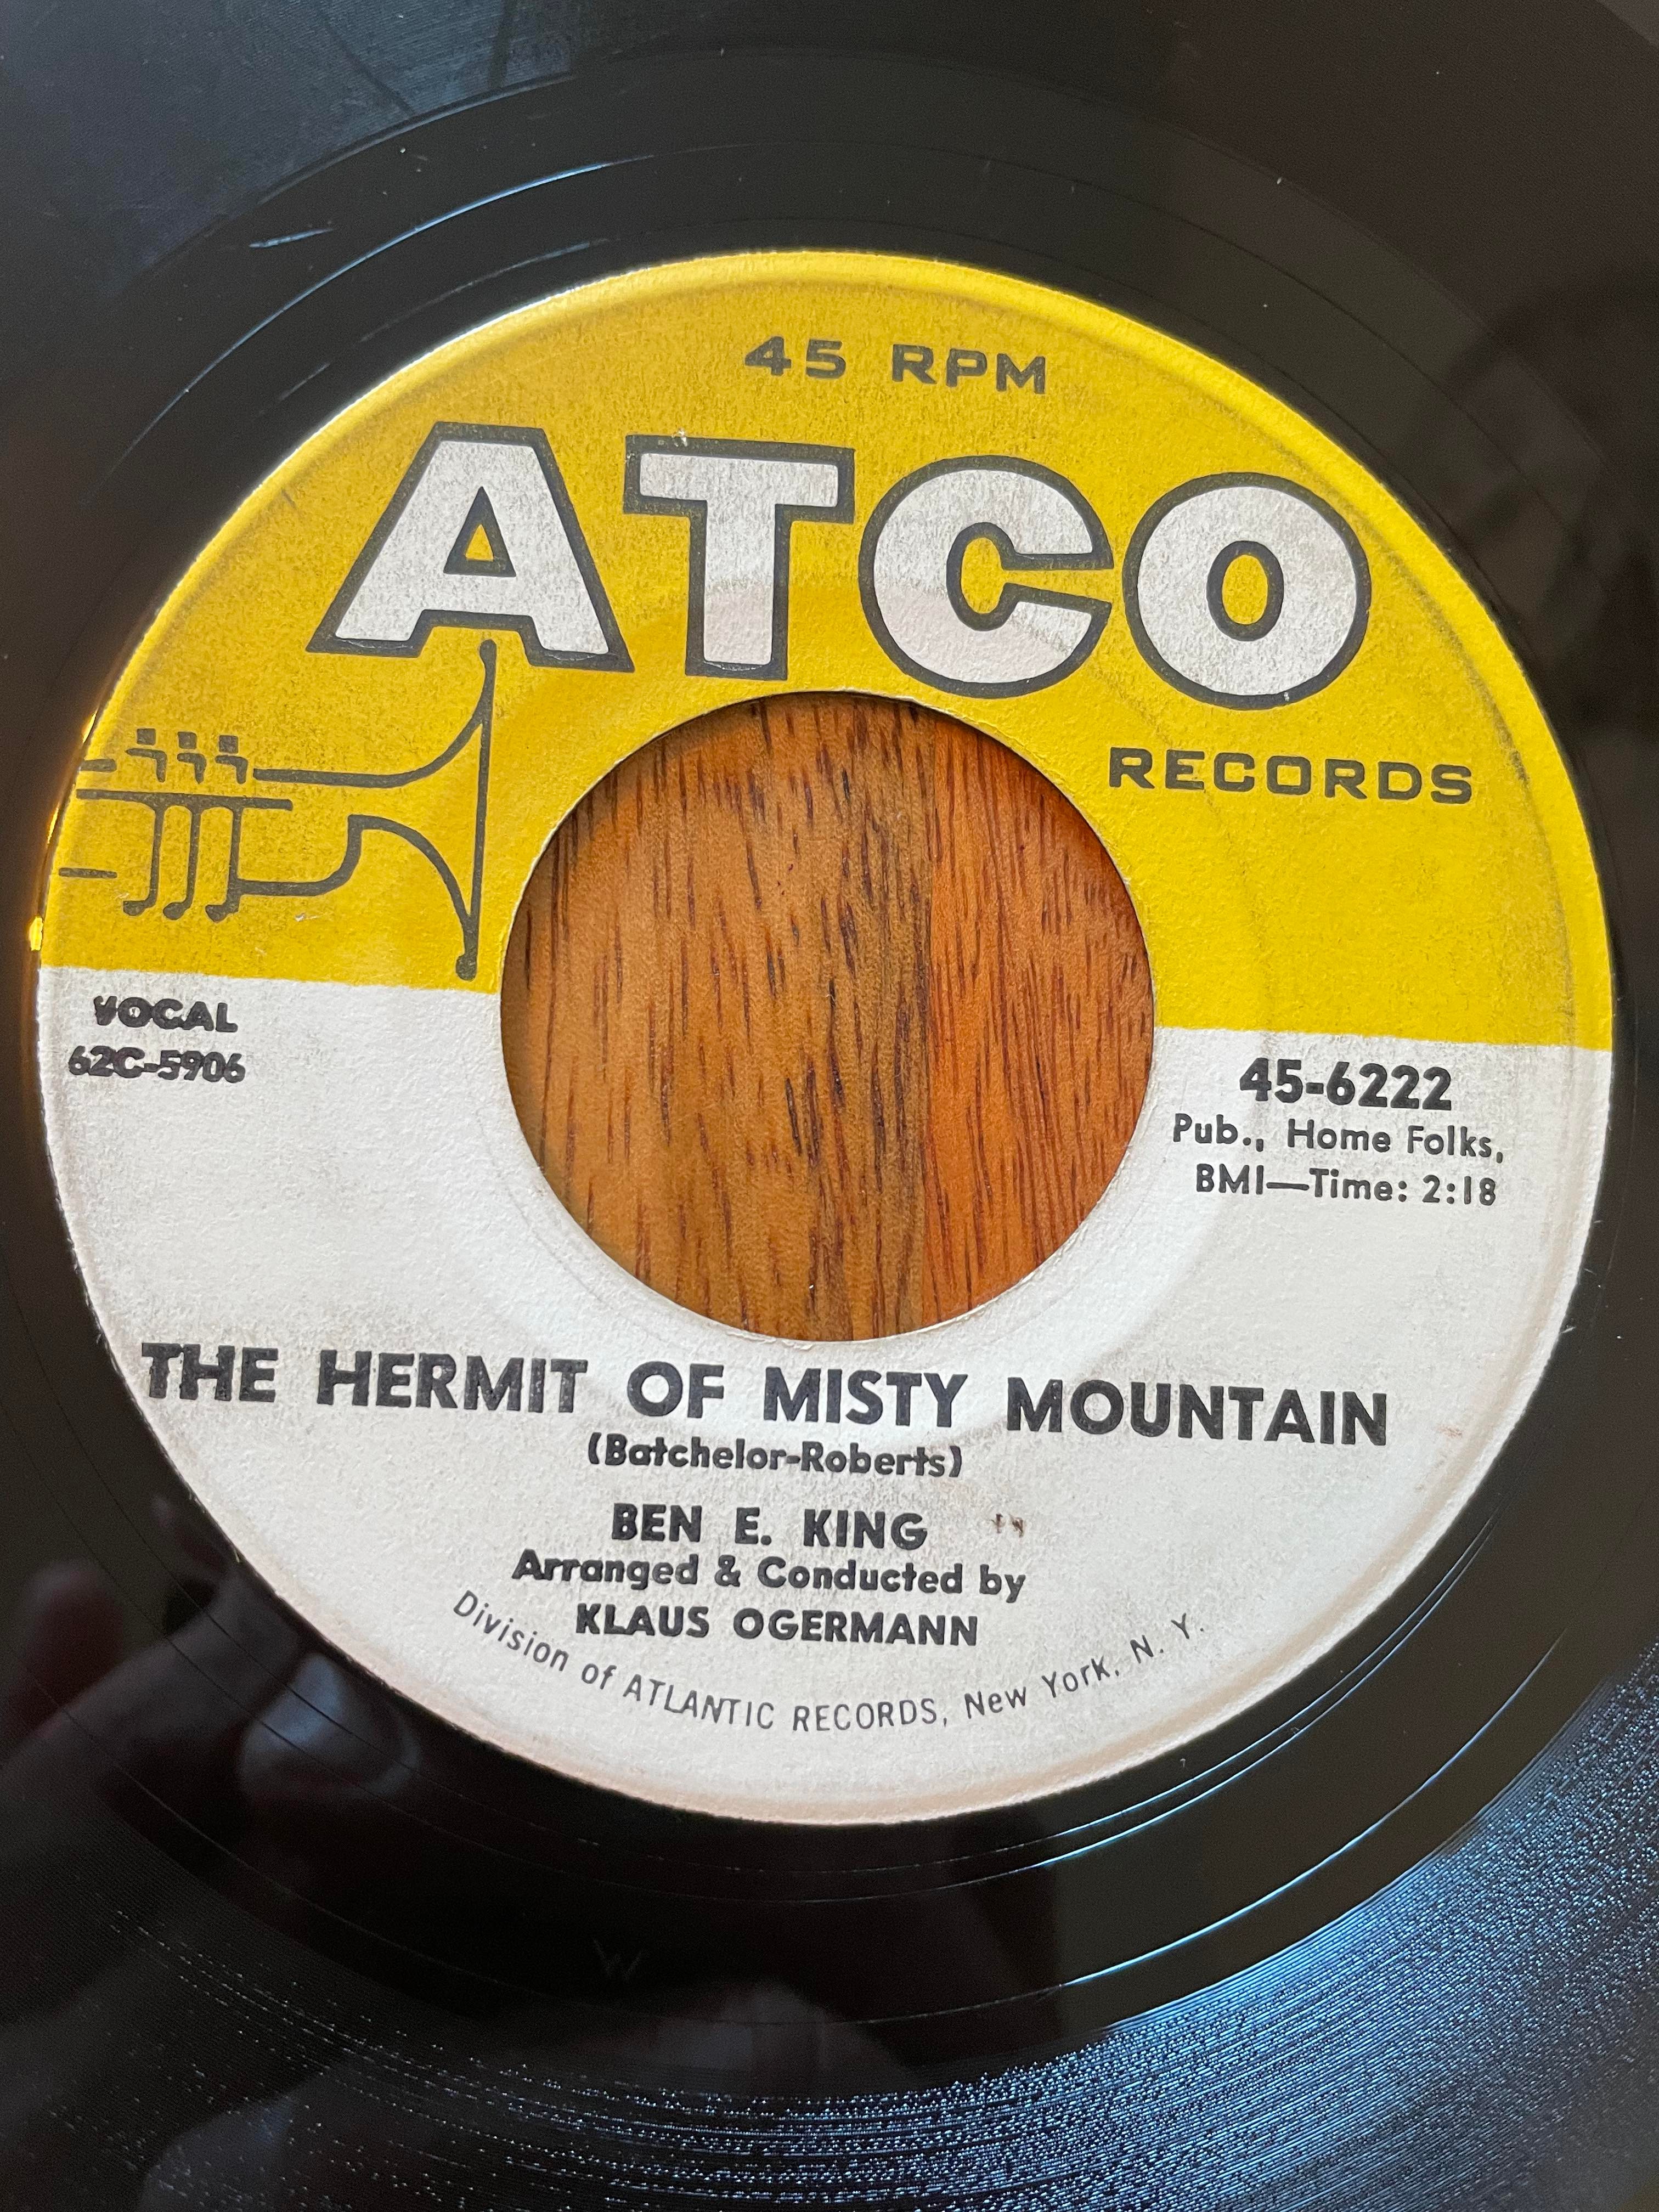 45 RPM
ATCO
RECORDS
VOCAL
62C-5906
45-6222
Pub., Home Folks,
BMI—Time: 2:18
THE HERMIT OF MISTY MOUNTAIN
(Batchelor-Roberts)
BEN E. KING
Arranged & Conducted by
KLAUS OGERMANN
Division of ATLANTIC RECORDS, New York, N. Y.
W